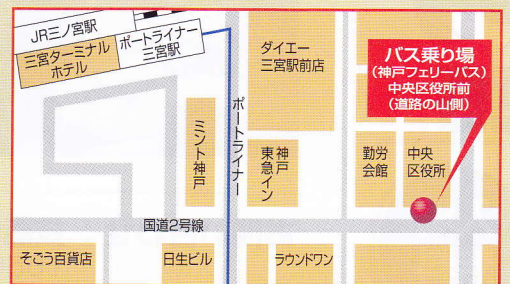 JR三ノ宮駅
三宮ターミナル
ホテル
ポートライナー
三宮駅
ダイエー
三宮駅前店
バス乗り場
(神戸フェリーバス)
中央区役所前
(道路の山側)
ポートライナー
ミント神戸
神戸
東急イン
勤労
会館
中央
区役所
国道2号線
そごう百貨店
日生ビル
ラウンドワン